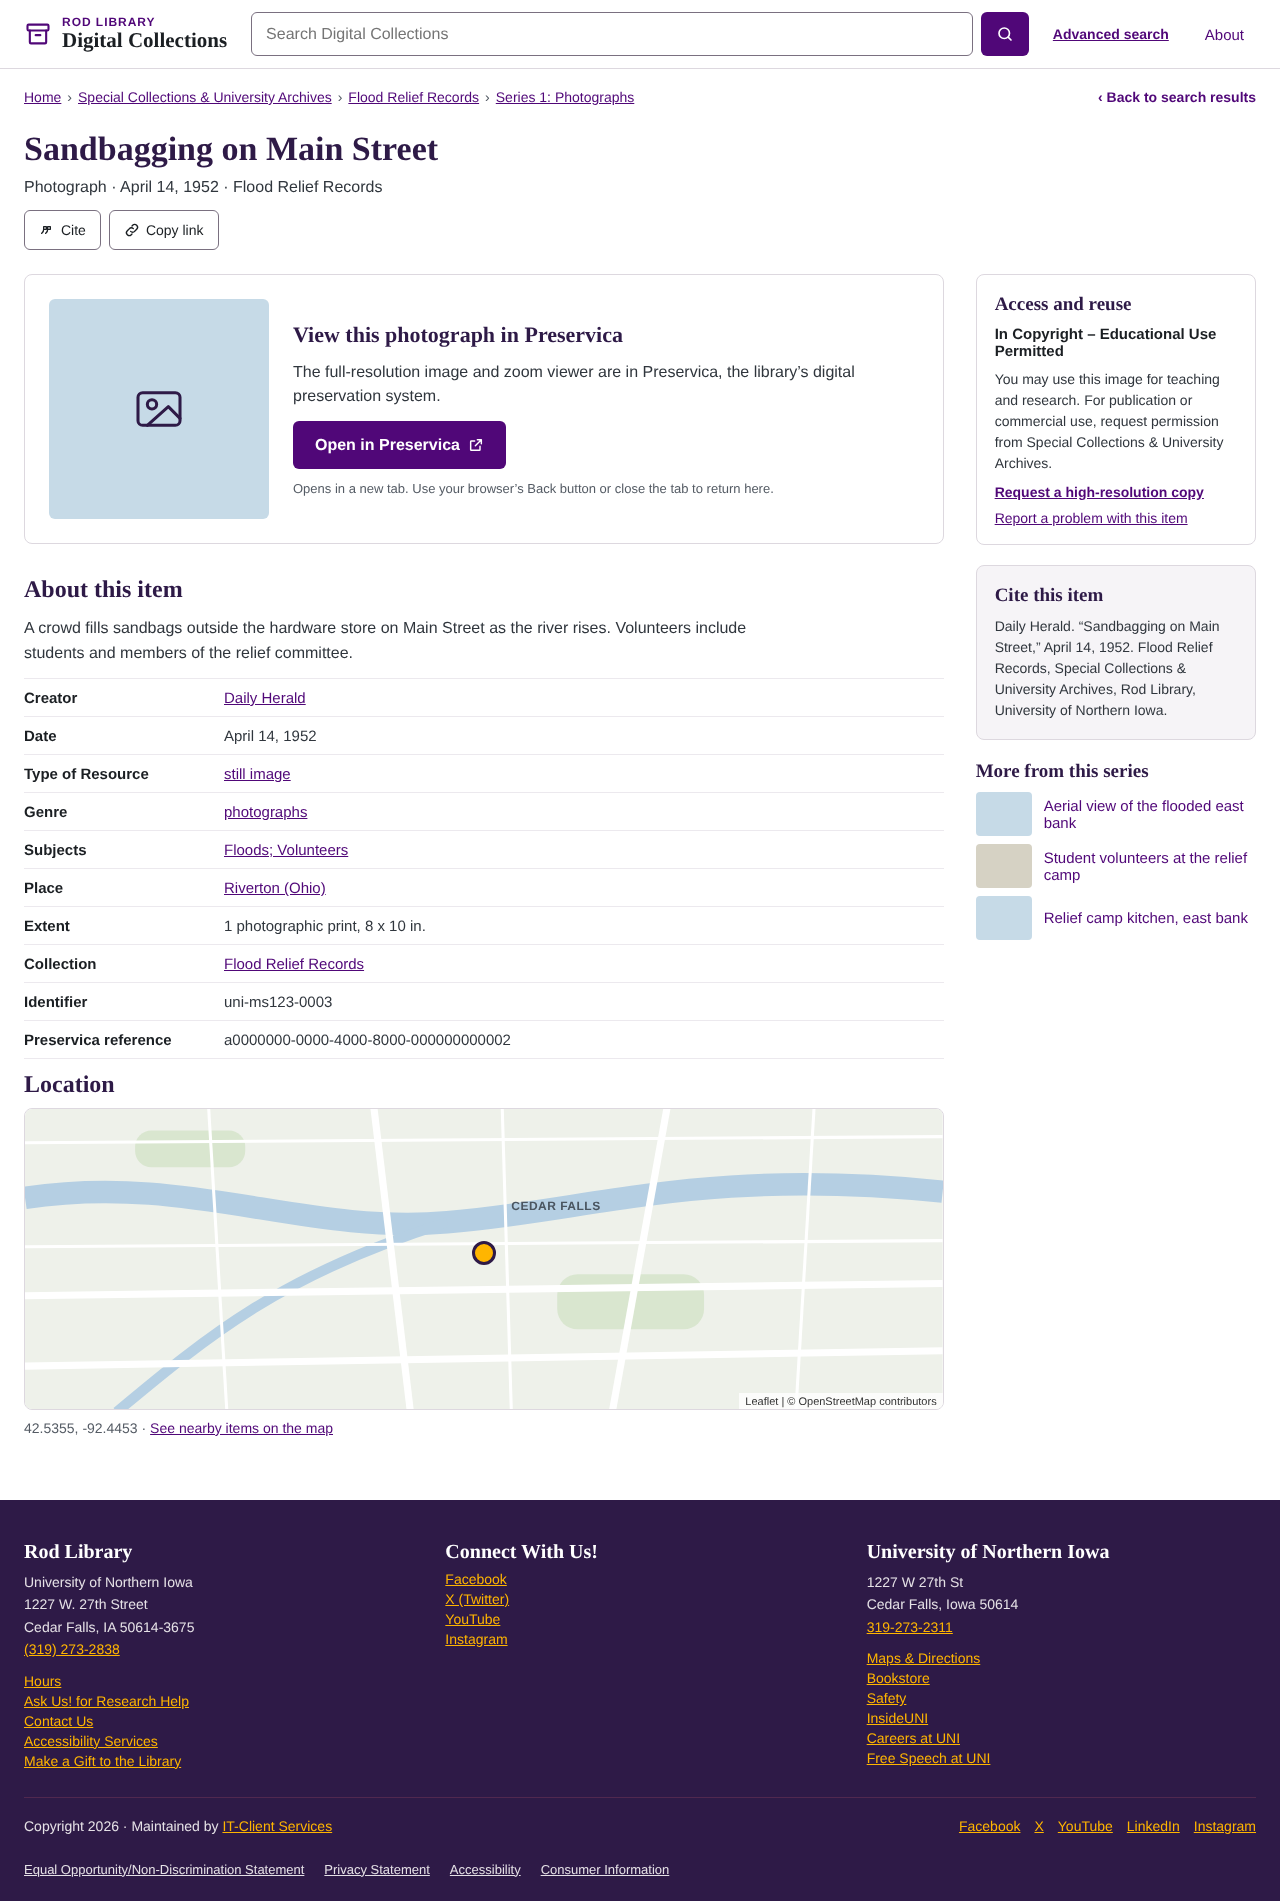 ROD LIBRARY
Digital Collections
Search Digital Collections
Advanced search
About
Home › Special Collections & University Archives › Flood Relief Records › Series 1: Photographs
‹ Back to search results
Sandbagging on Main Street
Photograph · April 14, 1952 · Flood Relief Records
Cite
Copy link
View this photograph in Preservica
The full-resolution image and zoom viewer are in Preservica, the library’s digital
preservation system.
Open in Preservica
Opens in a new tab. Use your browser’s Back button or close the tab to return here.
Access and reuse
In Copyright – Educational Use
Permitted
You may use this image for teaching
and research. For publication or
commercial use, request permission
from Special Collections & University
Archives.
Request a high-resolution copy
Report a problem with this item
About this item
A crowd fills sandbags outside the hardware store on Main Street as the river rises. Volunteers include
students and members of the relief committee.
Creator Daily Herald
Date April 14, 1952
Type of Resource still image
Genre photographs
Subjects Floods; Volunteers
Place Riverton (Ohio)
Extent 1 photographic print, 8 x 10 in.
Collection Flood Relief Records
Identifier uni-ms123-0003
Preservica reference a0000000-0000-4000-8000-000000000002
Cite this item
Daily Herald. “Sandbagging on Main
Street,” April 14, 1952. Flood Relief
Records, Special Collections &
University Archives, Rod Library,
University of Northern Iowa.
More from this series
Aerial view of the flooded east
bank
Student volunteers at the relief
camp
Relief camp kitchen, east bank
Location
CEDAR FALLS
Leaflet | © OpenStreetMap contributors
42.5355, -92.4453 · See nearby items on the map
Rod Library
University of Northern Iowa
1227 W. 27th Street
Cedar Falls, IA 50614-3675
(319) 273-2838
Hours
Ask Us! for Research Help
Contact Us
Accessibility Services
Make a Gift to the Library
Connect With Us!
Facebook
X (Twitter)
YouTube
Instagram
University of Northern Iowa
1227 W 27th St
Cedar Falls, Iowa 50614
319-273-2311
Maps & Directions
Bookstore
Safety
InsideUNI
Careers at UNI
Free Speech at UNI
Copyright 2026 · Maintained by IT-Client Services
Facebook X YouTube LinkedIn Instagram
Equal Opportunity/Non-Discrimination Statement Privacy Statement Accessibility Consumer Information